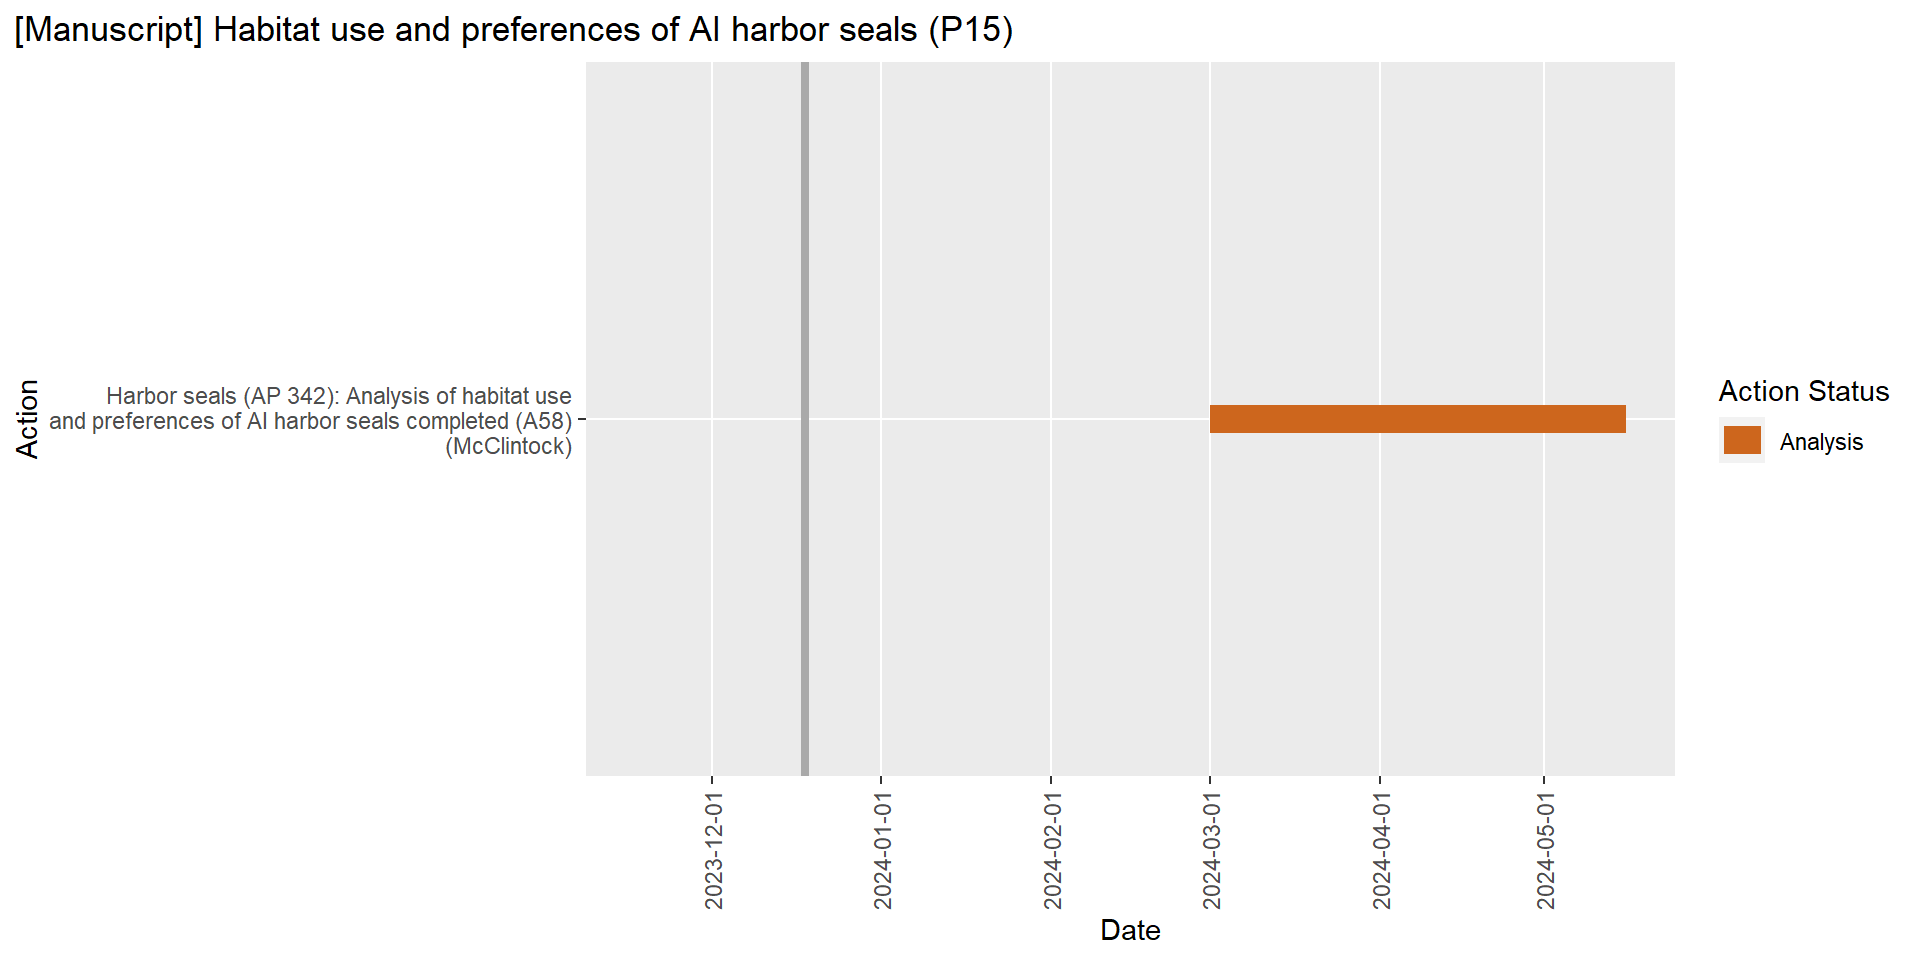 [Manuscript] Habitat use and preferences of AI harbor seals (P15)
Action
Harbor seals (AP 342): Analysis of habitat use
and preferences of AI harbor seals completed (A58)
(McClintock)
Action Status
Analysis
2023-12-01
2024-01-01
2024-02-01
2024-03-01
2024-04-01
2024-05-01
Date